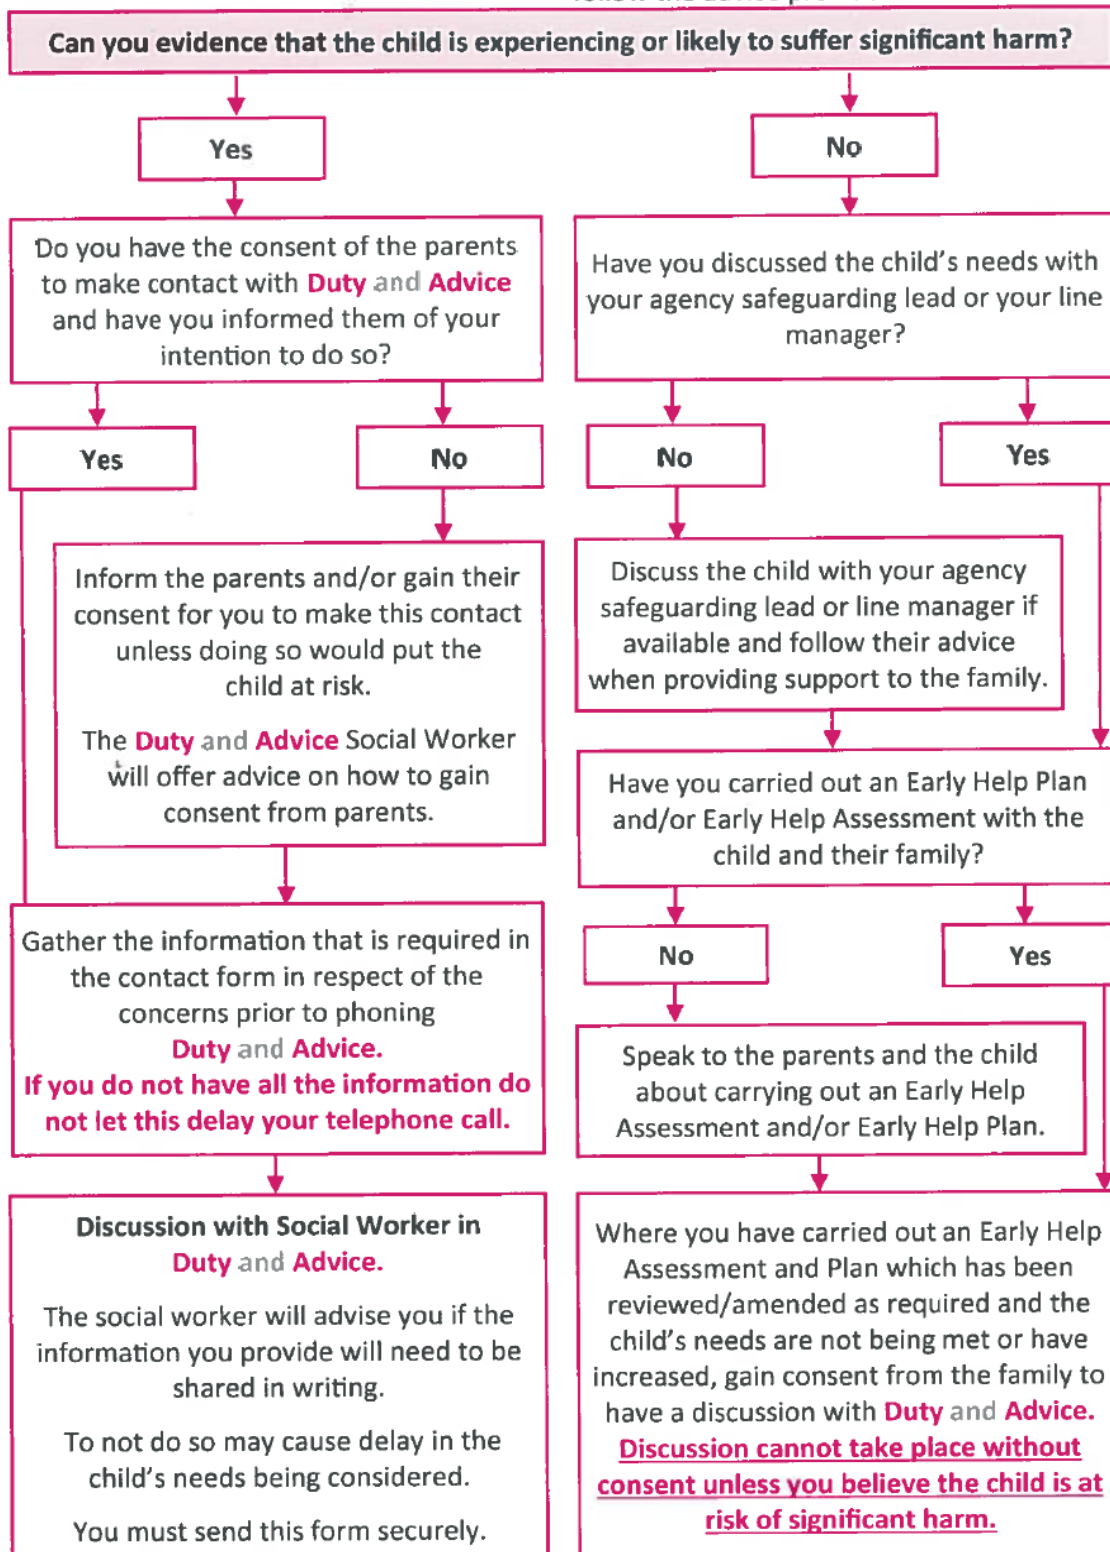 Can you evidence that the child is experiencing or likely to suffer significant harm?
Yes
No
Do you have the consent of the parents
to make contact with Duty and Advice
and have you informed them of your
intention to do so?
Have you discussed the child's needs with
your agency safeguarding lead or your line
manager?
Yes
No
No
Yes
Inform the parents and/or gain their
consent for you to make this contact
unless doing so would put the
child at risk.
The Duty and Advice Social Worker
will offer advice on how to gain
consent from parents.
Discuss the child with your agency
safeguarding lead or line manager if
available and follow their advice
when providing support to the family.
Have you carried out an Early Help Plan
and/or Early Help Assessment with the
child and their family?
Gather the information that is required in
the contact form in respect of the
concerns prior to phoning
Duty and Advice.
If you do not have all the information do
not let this delay your telephone call.
No
Yes
Speak to the parents and the child
about carrying out an Early Help
Assessment and/or Early Help Plan.
Discussion with Social Worker in
Duty and Advice.
The social worker will advise you if the
information you provide will need to be
shared in writing.
To not do so may cause delay in the
child's needs being considered.
You must send this form securely.
Where you have carried out an Early Help
Assessment and Plan which has been
reviewed/amended as required and the
child's needs are not being met or have
increased, gain consent from the family to
have a discussion with Duty and Advice.
Discussion cannot take place without
consent unless you believe the child is at
risk of significant harm.